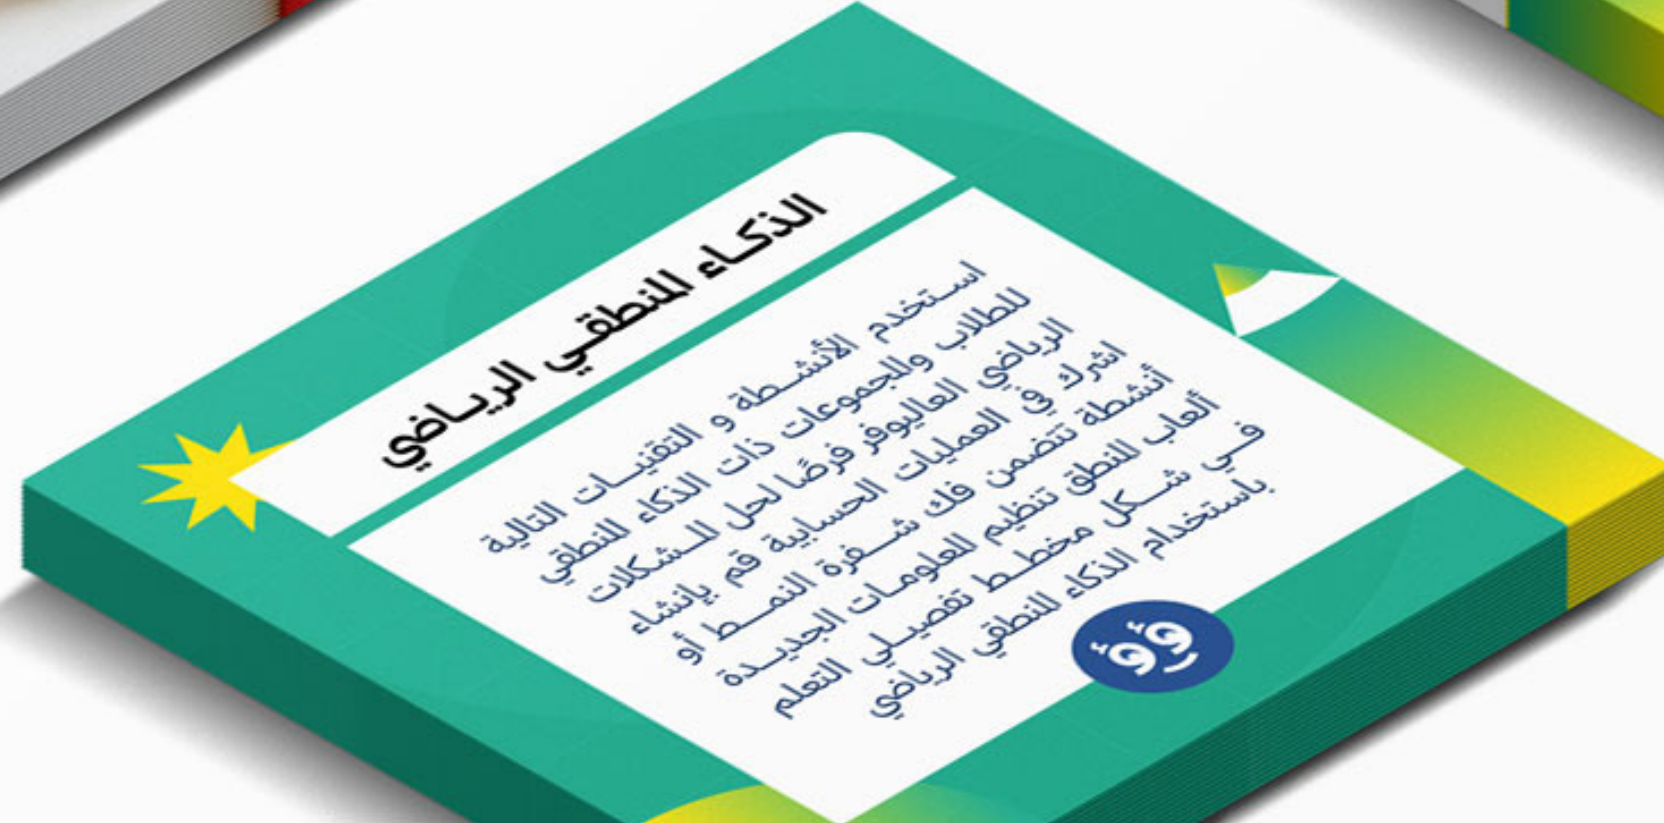 الذكاء المنطقي الرياضي
استخدم الأنشطة و التقنيات التالية
للطلاب والمجموعات ذات الذكاء المنطقي
الرياضي العاليوفر فرصًا لحل المشكلات
اشرك في العمليات الحسابية قم بإنشاء
أنشطة تتضمن فك شفرة النمط أو
ألعاب المنطق تنظيم المعلومات الجديدة
في شكل مخطط تفصيلي التعلم
باستخدام الذكاء المنطقي الرياضي